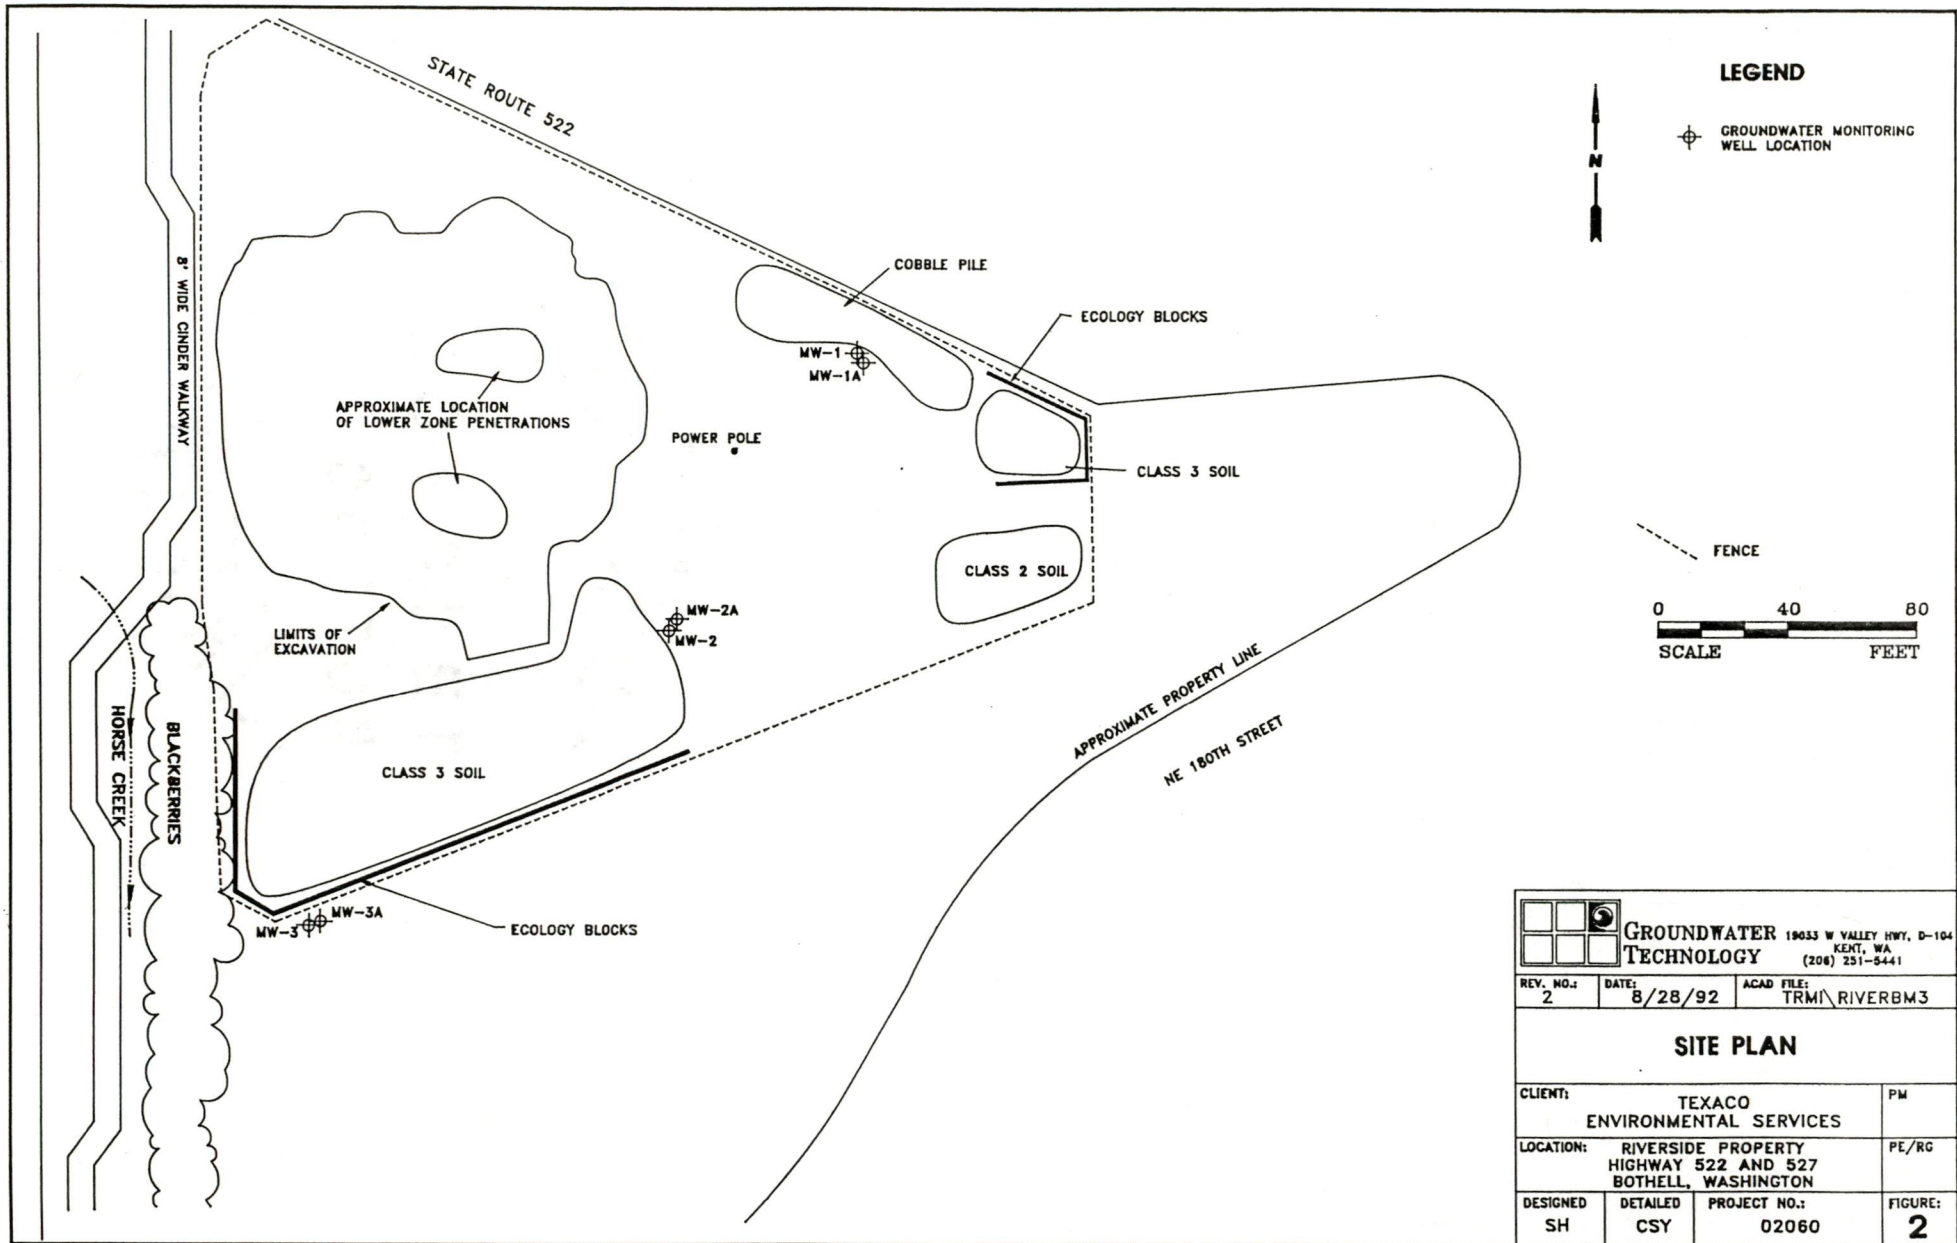 STATE ROUTE 522
LEGEND
GROUNDWATER MONITORING
WELL LOCATION
N
8' WIDE CINDER WALKWAY
COBBLE PILE
ECOLOGY BLOCKS
MW-1
MW-1A
APPROXIMATE LOCATION
OF LOWER ZONE PENETRATIONS
POWER POLE
CLASS 3 SOIL
FENCE
CLASS 2 SOIL
0 40 80
SCALE FEET
MW-2A
MW-2
LIMITS OF
EXCAVATION
APPROXIMATE PROPERTY LINE
NE 180TH STREET
HORSE CREEK
BLACKBERRIES
CLASS 3 SOIL
MW-3A
MW-3
ECOLOGY BLOCKS
GROUNDWATER
TECHNOLOGY
19033 W VALLEY HWY, D-104
KENT, WA
(206) 251-5441
REV. NO.:
2
DATE:
8/28/92
ACAD FILE:
TRMI\RIVERBM3
SITE PLAN
CLIENT:
TEXACO
ENVIRONMENTAL SERVICES
PM
LOCATION:
RIVERSIDE PROPERTY
HIGHWAY 522 AND 527
BOTHELL, WASHINGTON
PE/RG
DESIGNED
SH
DETAILED
CSY
PROJECT NO.:
02060
FIGURE:
2